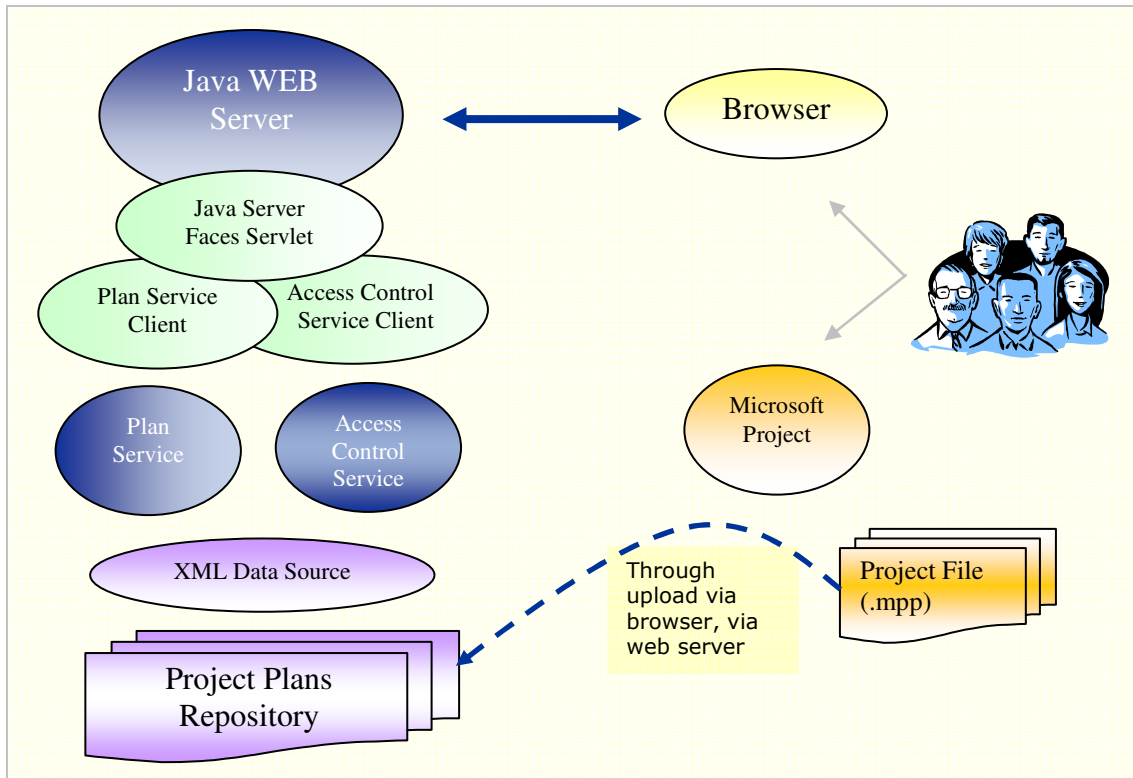 Java WEB
Server
Browser
Java Server
Faces Servlet
Plan Service
Client
Access Control
Service Client
Plan
Service
Access
Control
Service
Microsoft
Project
XML Data Source
Through
upload via
browser, via
web server
Project File
(.mpp)
Project Plans
Repository